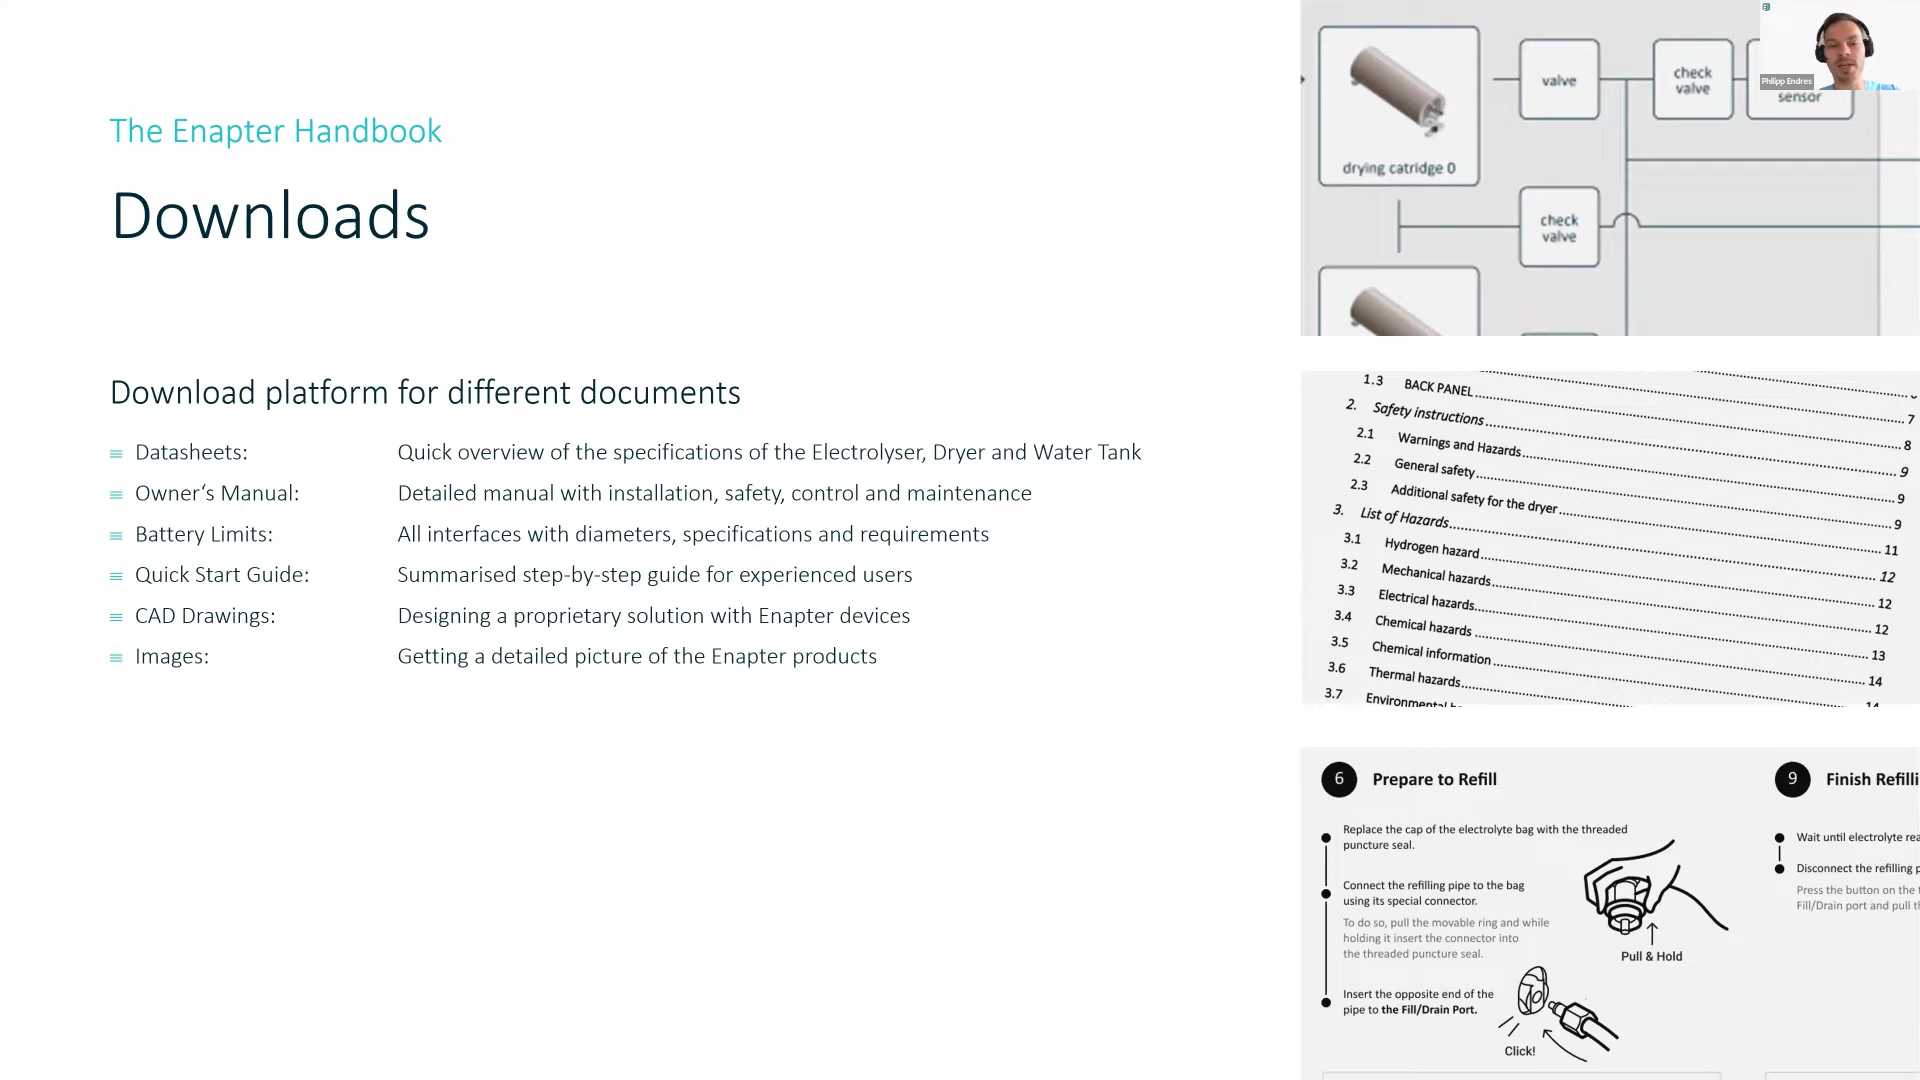 The Enapter Handbook
Downloads
Download platform for different documents
Datasheets: Quick overview of the specifications of the Electrolyser, Dryer and Water Tank
Owner‘s Manual: Detailed manual with installation, safety, control and maintenance
Battery Limits: All interfaces with diameters, specifications and requirements
Quick Start Guide: Summarised step-by-step guide for experienced users
CAD Drawings: Designing a proprietary solution with Enapter devices
Images: Getting a detailed picture of the Enapter products
drying catridge 0
valve
check
valve
sensor
check
valve
Philipp Endres
1.3 BACK PANEL
7
2. Safety instructions
8
2.1 Warnings and Hazards
9
2.2 General safety
9
2.3 Additional safety for the dryer
9
3. List of Hazards
11
3.1 Hydrogen hazard
12
3.2 Mechanical hazards
12
3.3 Electrical hazards
12
3.4 Chemical hazards
13
3.5 Chemical information
14
3.6 Thermal hazards
14
3.7 Environmental
6 Prepare to Refill
Replace the cap of the electrolyte bag with the threaded
puncture seal.
Connect the refilling pipe to the bag
using its special connector.
To do so, pull the movable ring and while
holding it insert the connector into
the threaded puncture seal.
Pull & Hold
Insert the opposite end of the
pipe to the Fill/Drain Port.
Click!
9 Finish Refilli
Wait until electrolyte rea
Disconnect the refilling p
Press the button on the t
Fill/Drain port and pull th